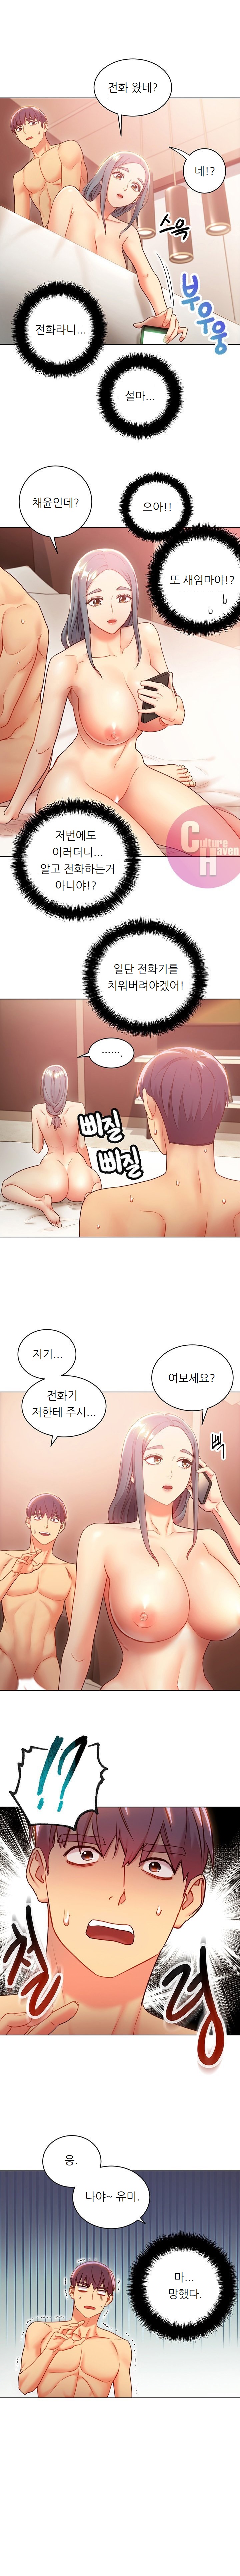 전화 왔네?
네!?
스윽
부우웅
전화라니...
설마...
채윤인데?
으아!!
또 새엄마야!?
Culture
Haven
저번에도
이러더니...
알고 전화하는거
아니야!?
일단 전화기를
치워버려야겠어!
······.
빠질
빠질
저기...
전화기
저한테 주시...
여보세요?
!?
철
렁
응.
나야~ 유미.
마...
망했다.